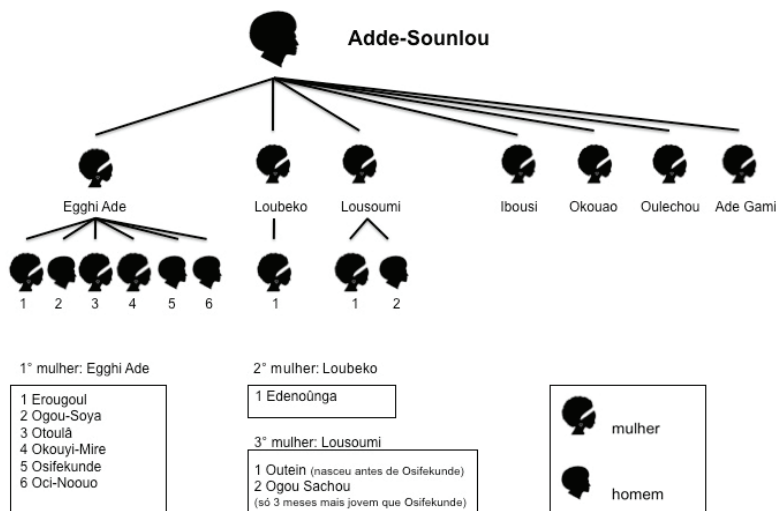 Adde-Sounlou
Egghi Ade Loubeko Lousoumi Ibousi Okouao Oulechou Ade Gami
1 2 3 4 5 6 1 1 2
1° mulher: Egghi Ade
1 Erougoul
2 Ogou-Soya
3 Otoulâ
4 Okouyi-Mire
5 Osifekunde
6 Oci-Noouo
2° mulher: Loubeko
1 Edenoûnga
3° mulher: Lousoumi
1 Outein (nasceu antes de Osifekunde)
2 Ogou Sachou
(só 3 meses mais jovem que Osifekunde)
mulher
homem